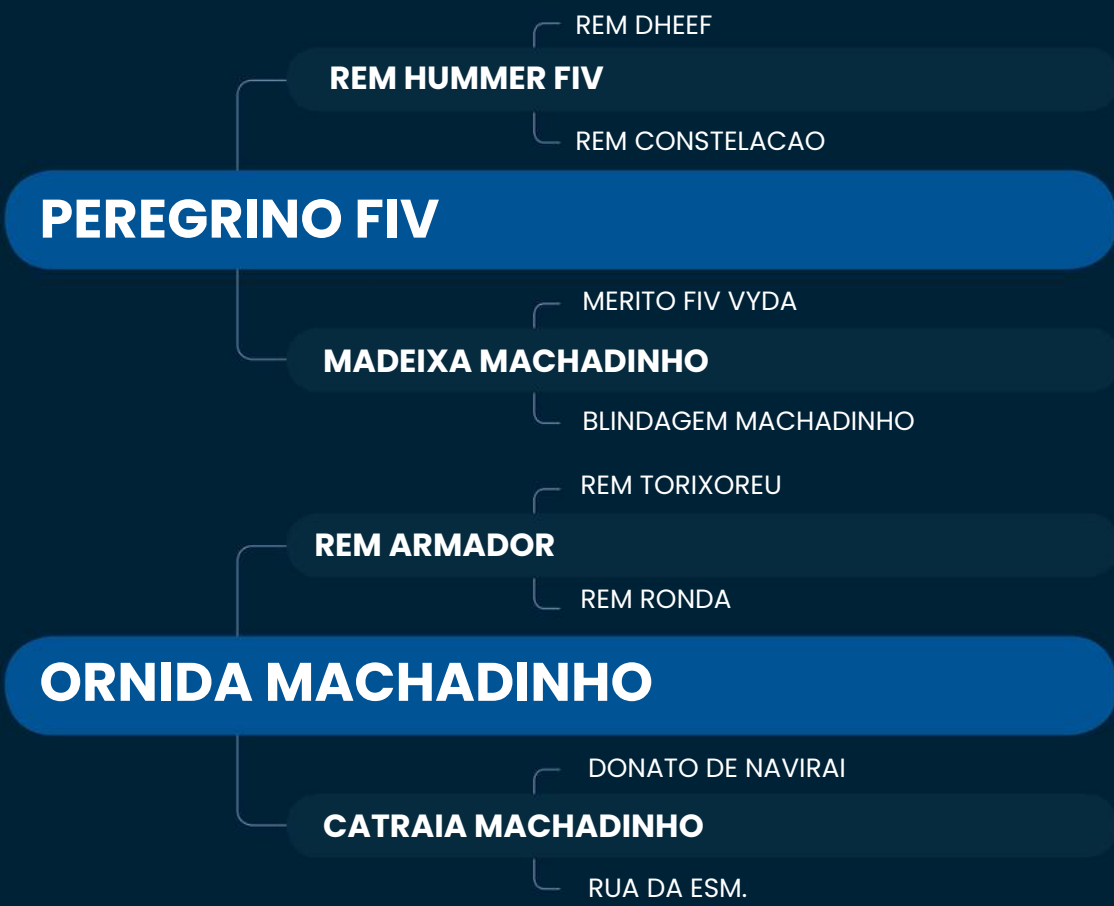 REM DHEEF
REM HUMMER FIV
REM CONSTELACAO
PEREGRINO FIV
MERITO FIV VYDA
MADEIXA MACHADINHO
BLINDAGEM MACHADINHO
REM TORIXOREU
REM ARMADOR
REM RONDA
ORNIDA MACHADINHO
DONATO DE NAVIRAI
CATRAIA MACHADINHO
RUA DA ESM.